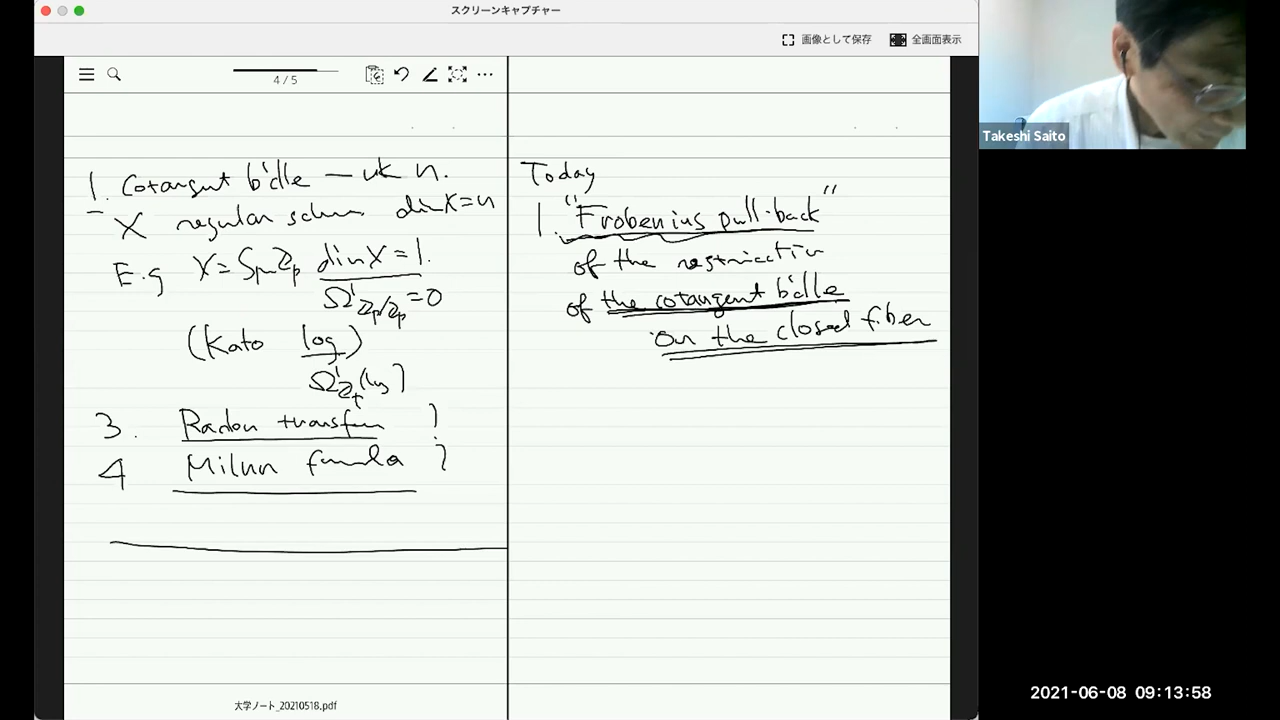 スクリーンキャプチャー
画像として保存 全画面表示
4/5
1. Cotangent b'dle — rk n.
X regular schem dim X = n
E.g X = Spec Zp dim X = 1.
Ω¹Zp/Zp = 0
(Kato log)
Ω¹Zp (log)
3. Radon transfm ?
4 Milnor formula ?
Today
1. "Frobenius pull-back"
of the restriction
of the cotangent b'dle
on the closed fiber
大学ノート_20210518.pdf
Takeshi Saito
2021-06-08 09:13:58